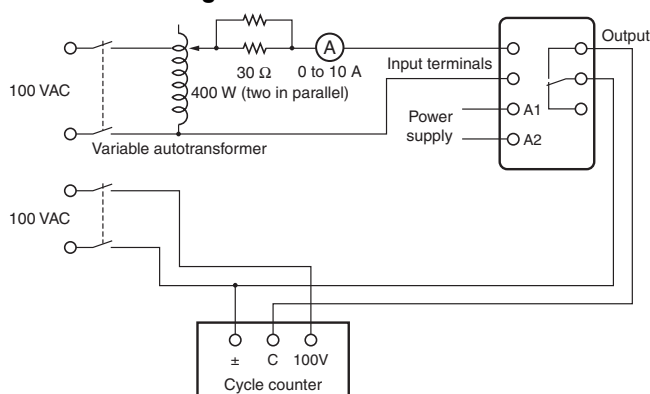 Output
A
Input terminals
30 Ω
0 to 10 A
100 VAC
400 W (two in parallel)
A1
Power
supply
A2
Variable autotransformer
100 VAC
± C 100V
Cycle counter